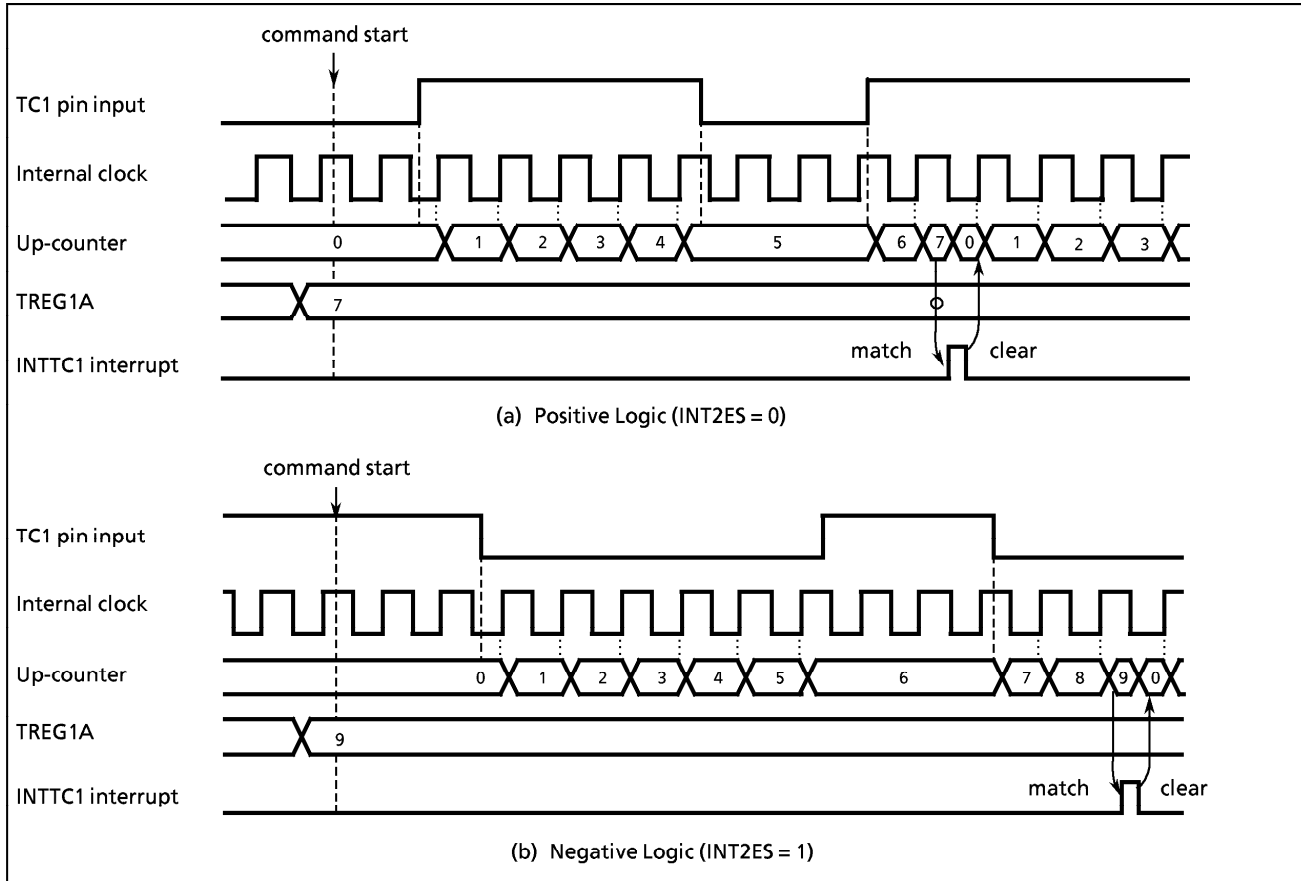 command start
TC1 pin input
Internal clock
Up-counter 0 1 2 3 4 5 6 7 0 1 2 3
TREG1A 7
match clear
INTTC1 interrupt
(a) Positive Logic (INT2ES = 0)
command start
TC1 pin input
Internal clock
Up-counter 0 1 2 3 4 5 6 7 8 9 0
TREG1A 9
match clear
INTTC1 interrupt
(b) Negative Logic (INT2ES = 1)